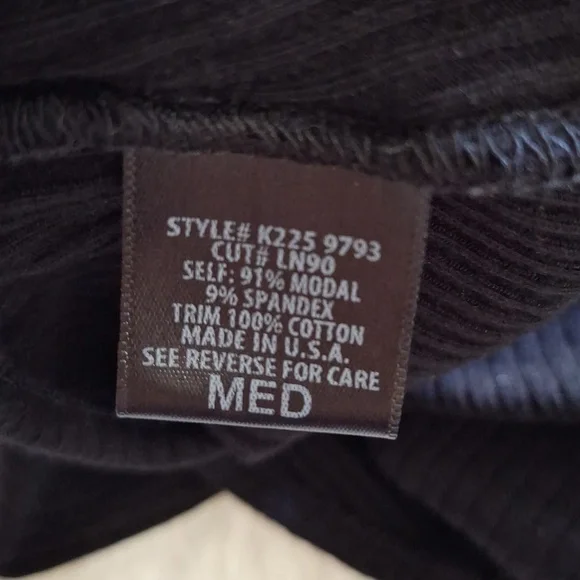 STYLE# K225 9793
CUT# LN90
SELF: 91% MODAL
9% SPANDEX
TRIM 100% COTTON
MADE IN U.S.A.
SEE REVERSE FOR CARE
MED